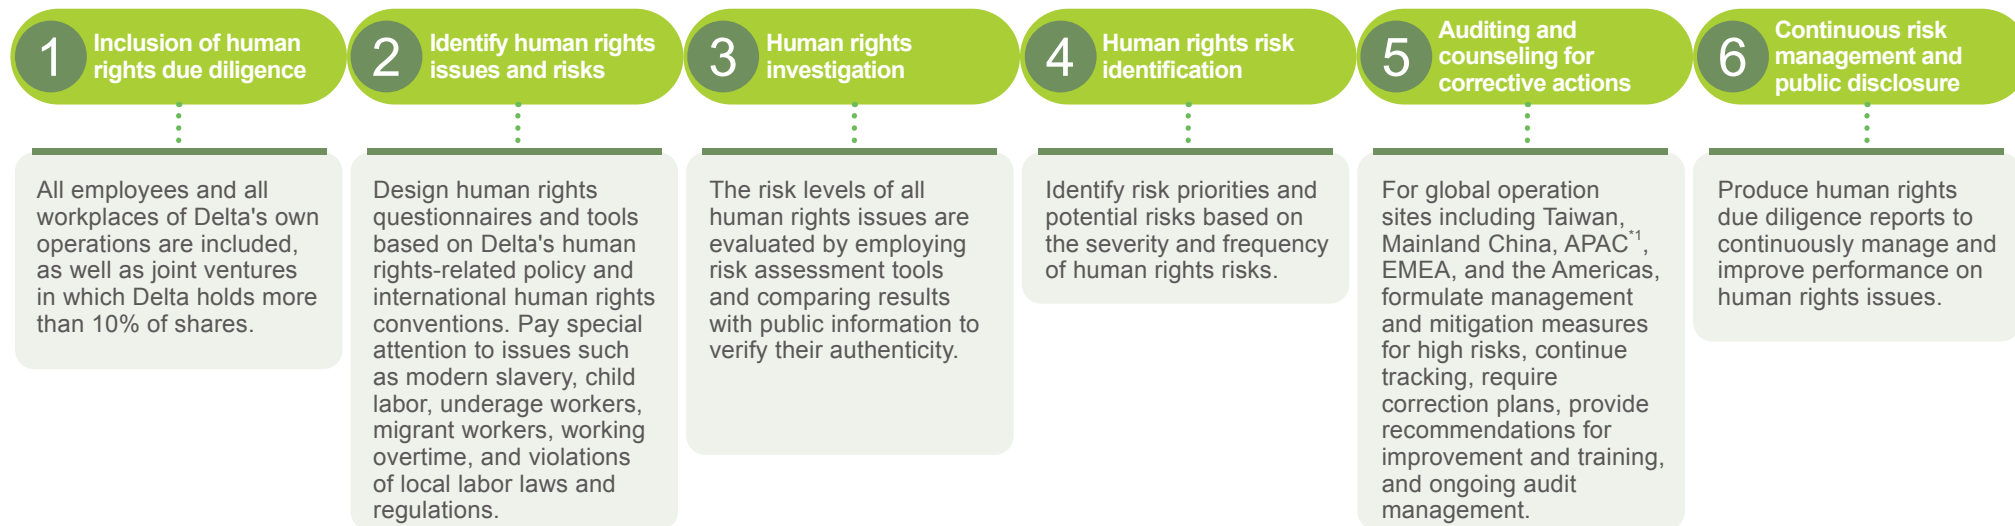 1
Inclusion of human
rights due diligence
All employees and all
workplaces of Delta's own
operations are included,
as well as joint ventures
in which Delta holds more
than 10% of shares.
2
Identify human rights
issues and risks
Design human rights
questionnaires and tools
based on Delta's human
rights-related policy and
international human rights
conventions. Pay special
attention to issues such
as modern slavery, child
labor, underage workers,
migrant workers, working
overtime, and violations
of local labor laws and
regulations.
3
Human rights
investigation
The risk levels of all
human rights issues are
evaluated by employing
risk assessment tools
and comparing results
with public information to
verify their authenticity.
4
Human rights risk
identification
Identify risk priorities and
potential risks based on
the severity and frequency
of human rights risks.
5
Auditing and
counseling for
corrective actions
For global operation
sites including Taiwan,
Mainland China, APAC*1,
EMEA, and the Americas,
formulate management
and mitigation measures
for high risks, continue
tracking, require
correction plans, provide
recommendations for
improvement and training,
and ongoing audit
management.
6
Continuous risk
management and
public disclosure
Produce human rights
due diligence reports to
continuously manage and
improve performance on
human rights issues.